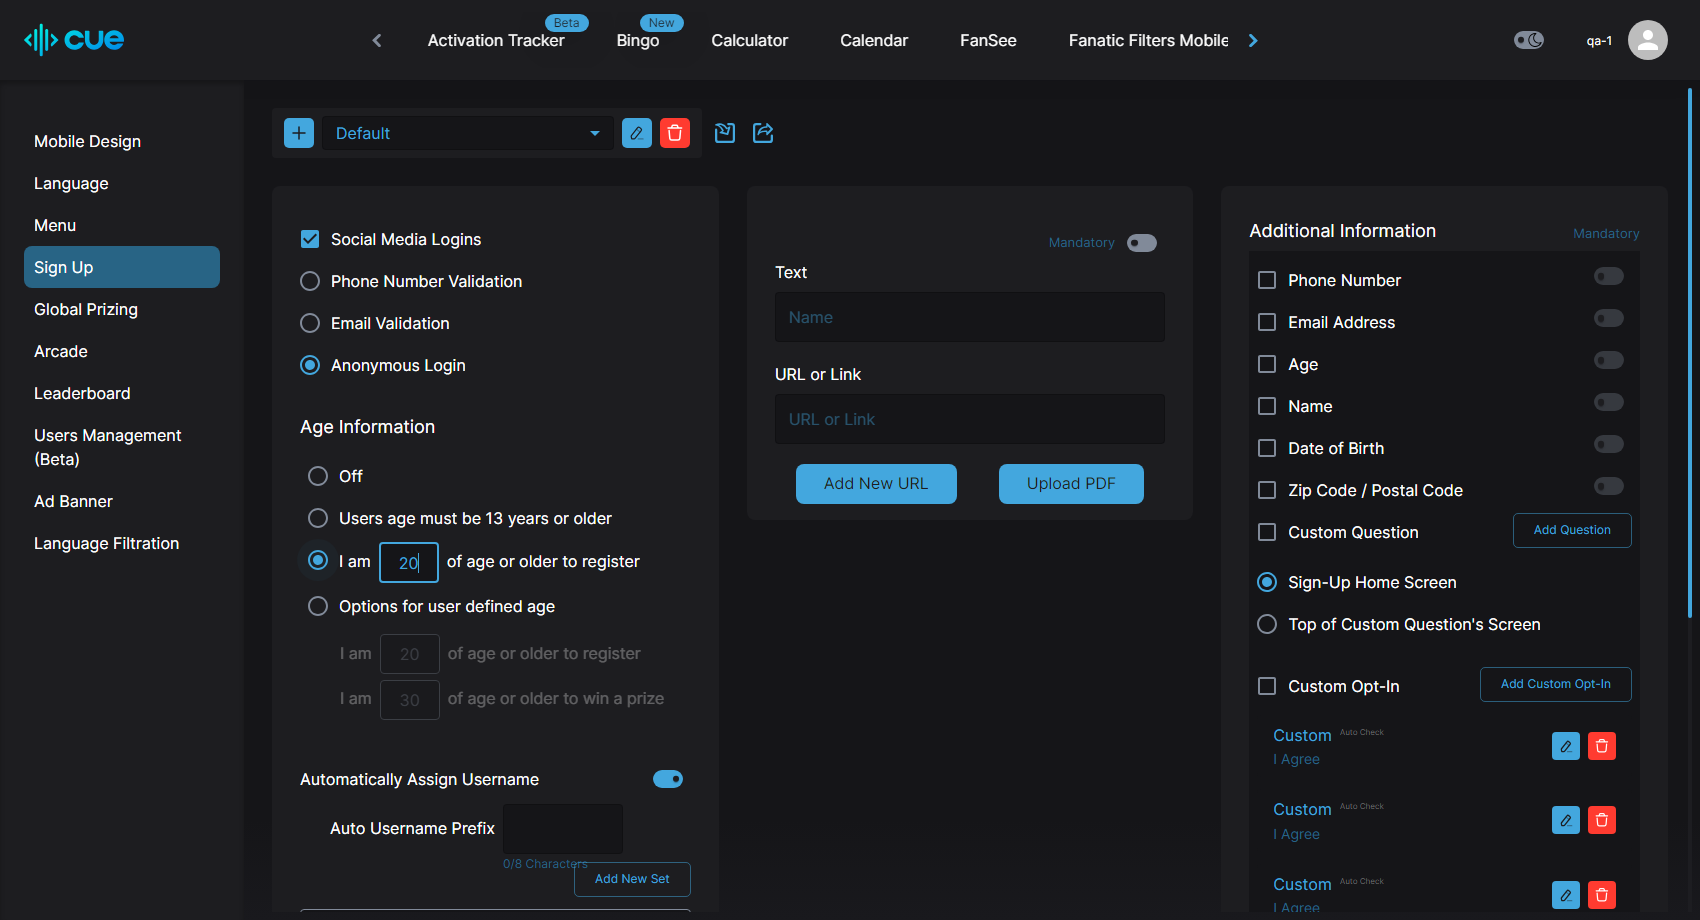 cue
Activation Tracker
Beta
Bingo
New
Calculator
Calendar
FanSee
Fanatic Filters Mobile
qa-1
Mobile Design
Language
Menu
Sign Up
Global Prizing
Arcade
Leaderboard
Users Management
(Beta)
Ad Banner
Language Filtration
Default
Social Media Logins
Phone Number Validation
Email Validation
Anonymous Login
Age Information
Off
Users age must be 13 years or older
I am 20 of age or older to register
Options for user defined age
I am 20 of age or older to register
I am 30 of age or older to win a prize
Automatically Assign Username
Auto Username Prefix
0/8 Characters
Add New Set
Mandatory
Text
Name
URL or Link
URL or Link
Add New URL
Upload PDF
Additional Information
Mandatory
Phone Number
Email Address
Age
Name
Date of Birth
Zip Code / Postal Code
Custom Question
Add Question
Sign-Up Home Screen
Top of Custom Question's Screen
Custom Opt-In
Add Custom Opt-In
Custom Auto Check
I Agree
Custom Auto Check
I Agree
Custom Auto Check
I Agree